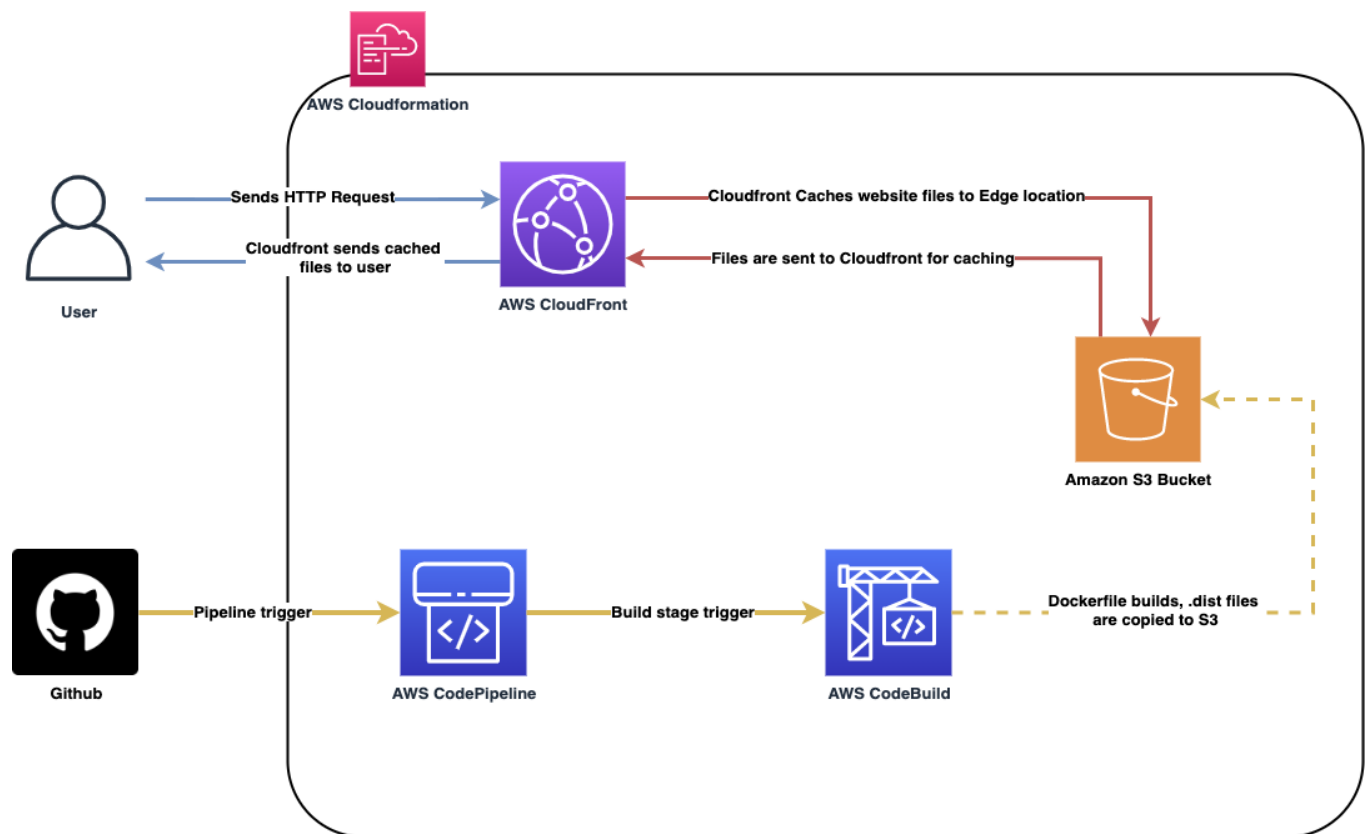 AWS Cloudformation
Sends HTTP Request
Cloudfront Caches website files to Edge location
Cloudfront sends cached
files to user
Files are sent to Cloudfront for caching
User
AWS CloudFront
Amazon S3 Bucket
Pipeline trigger
</>
Build stage trigger
</>
Dockerfile builds, .dist files
are copied to S3
Github
AWS CodePipeline
AWS CodeBuild